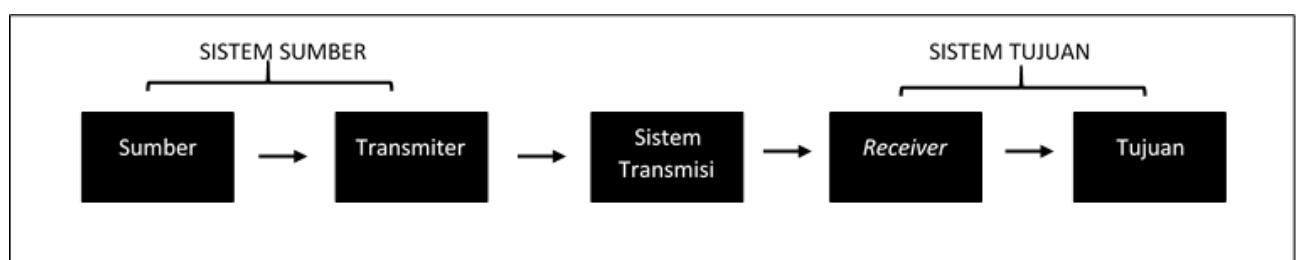 SISTEM SUMBER
SISTEM TUJUAN
Sumber
Transmiter
Sistem
Transmisi
Receiver
Tujuan